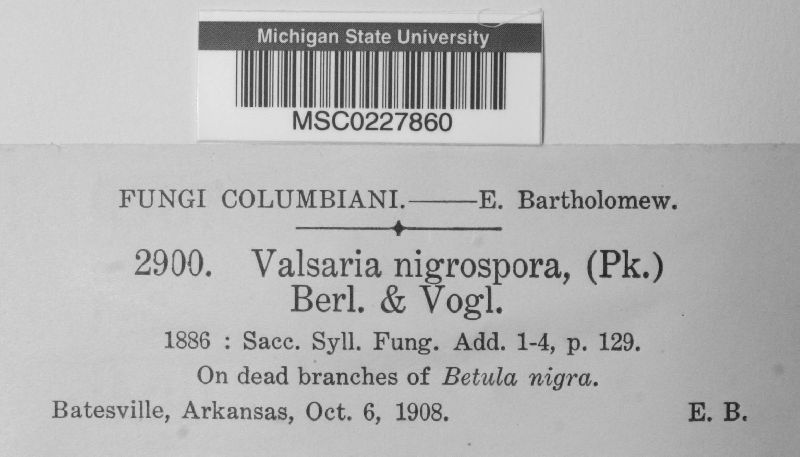 Michigan State University
MSC0227860
FUNGI COLUMBIANI.——E. Bartholomew.
2900. Valsaria nigrospora, (Pk.)
Berl. & Vogl.
1886 : Sacc. Syll. Fung. Add. 1-4, p. 129.
On dead branches of Betula nigra.
Batesville, Arkansas, Oct. 6, 1908. E. B.